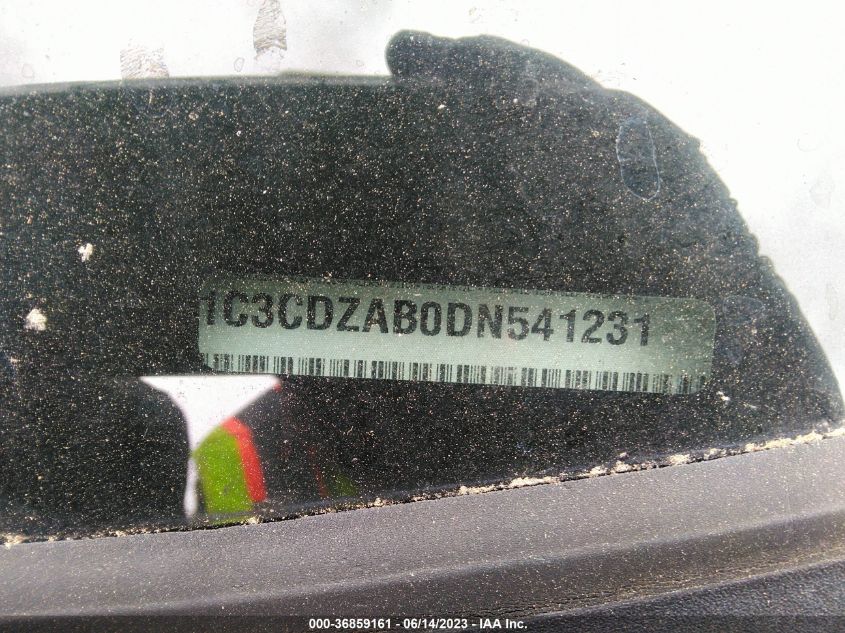 1C3CDZAB0DN541231
000-36859161 - 06/14/2023 - IAA Inc.